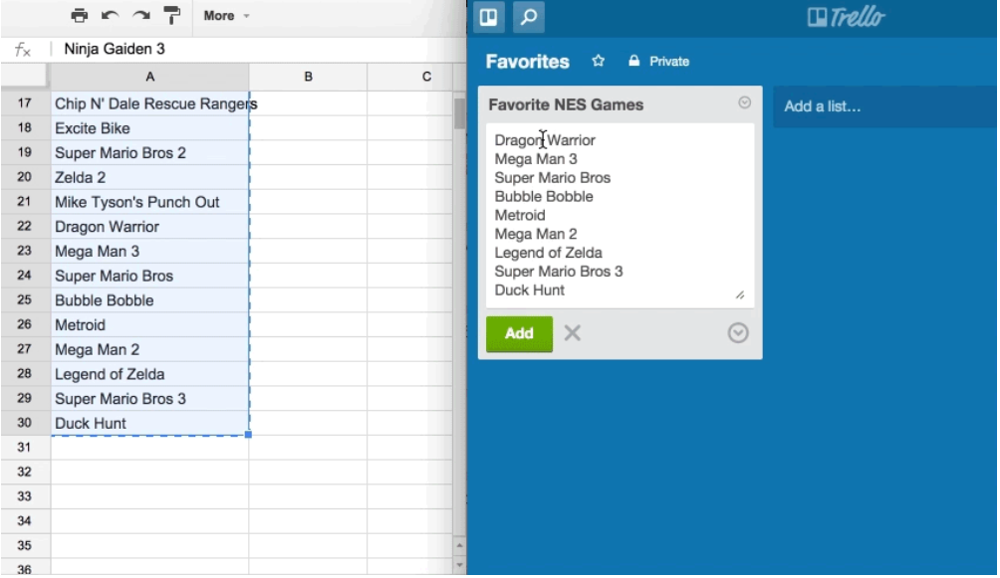 More
fx
Ninja Gaiden 3
A B C
17 Chip N' Dale Rescue Rangers
18 Excite Bike
19 Super Mario Bros 2
20 Zelda 2
21 Mike Tyson's Punch Out
22 Dragon Warrior
23 Mega Man 3
24 Super Mario Bros
25 Bubble Bobble
26 Metroid
27 Mega Man 2
28 Legend of Zelda
29 Super Mario Bros 3
30 Duck Hunt
31
32
33
34
35
36
Trello
Favorites Private
Favorite NES Games
Dragon Warrior
Mega Man 3
Super Mario Bros
Bubble Bobble
Metroid
Mega Man 2
Legend of Zelda
Super Mario Bros 3
Duck Hunt
Add
Add a list...